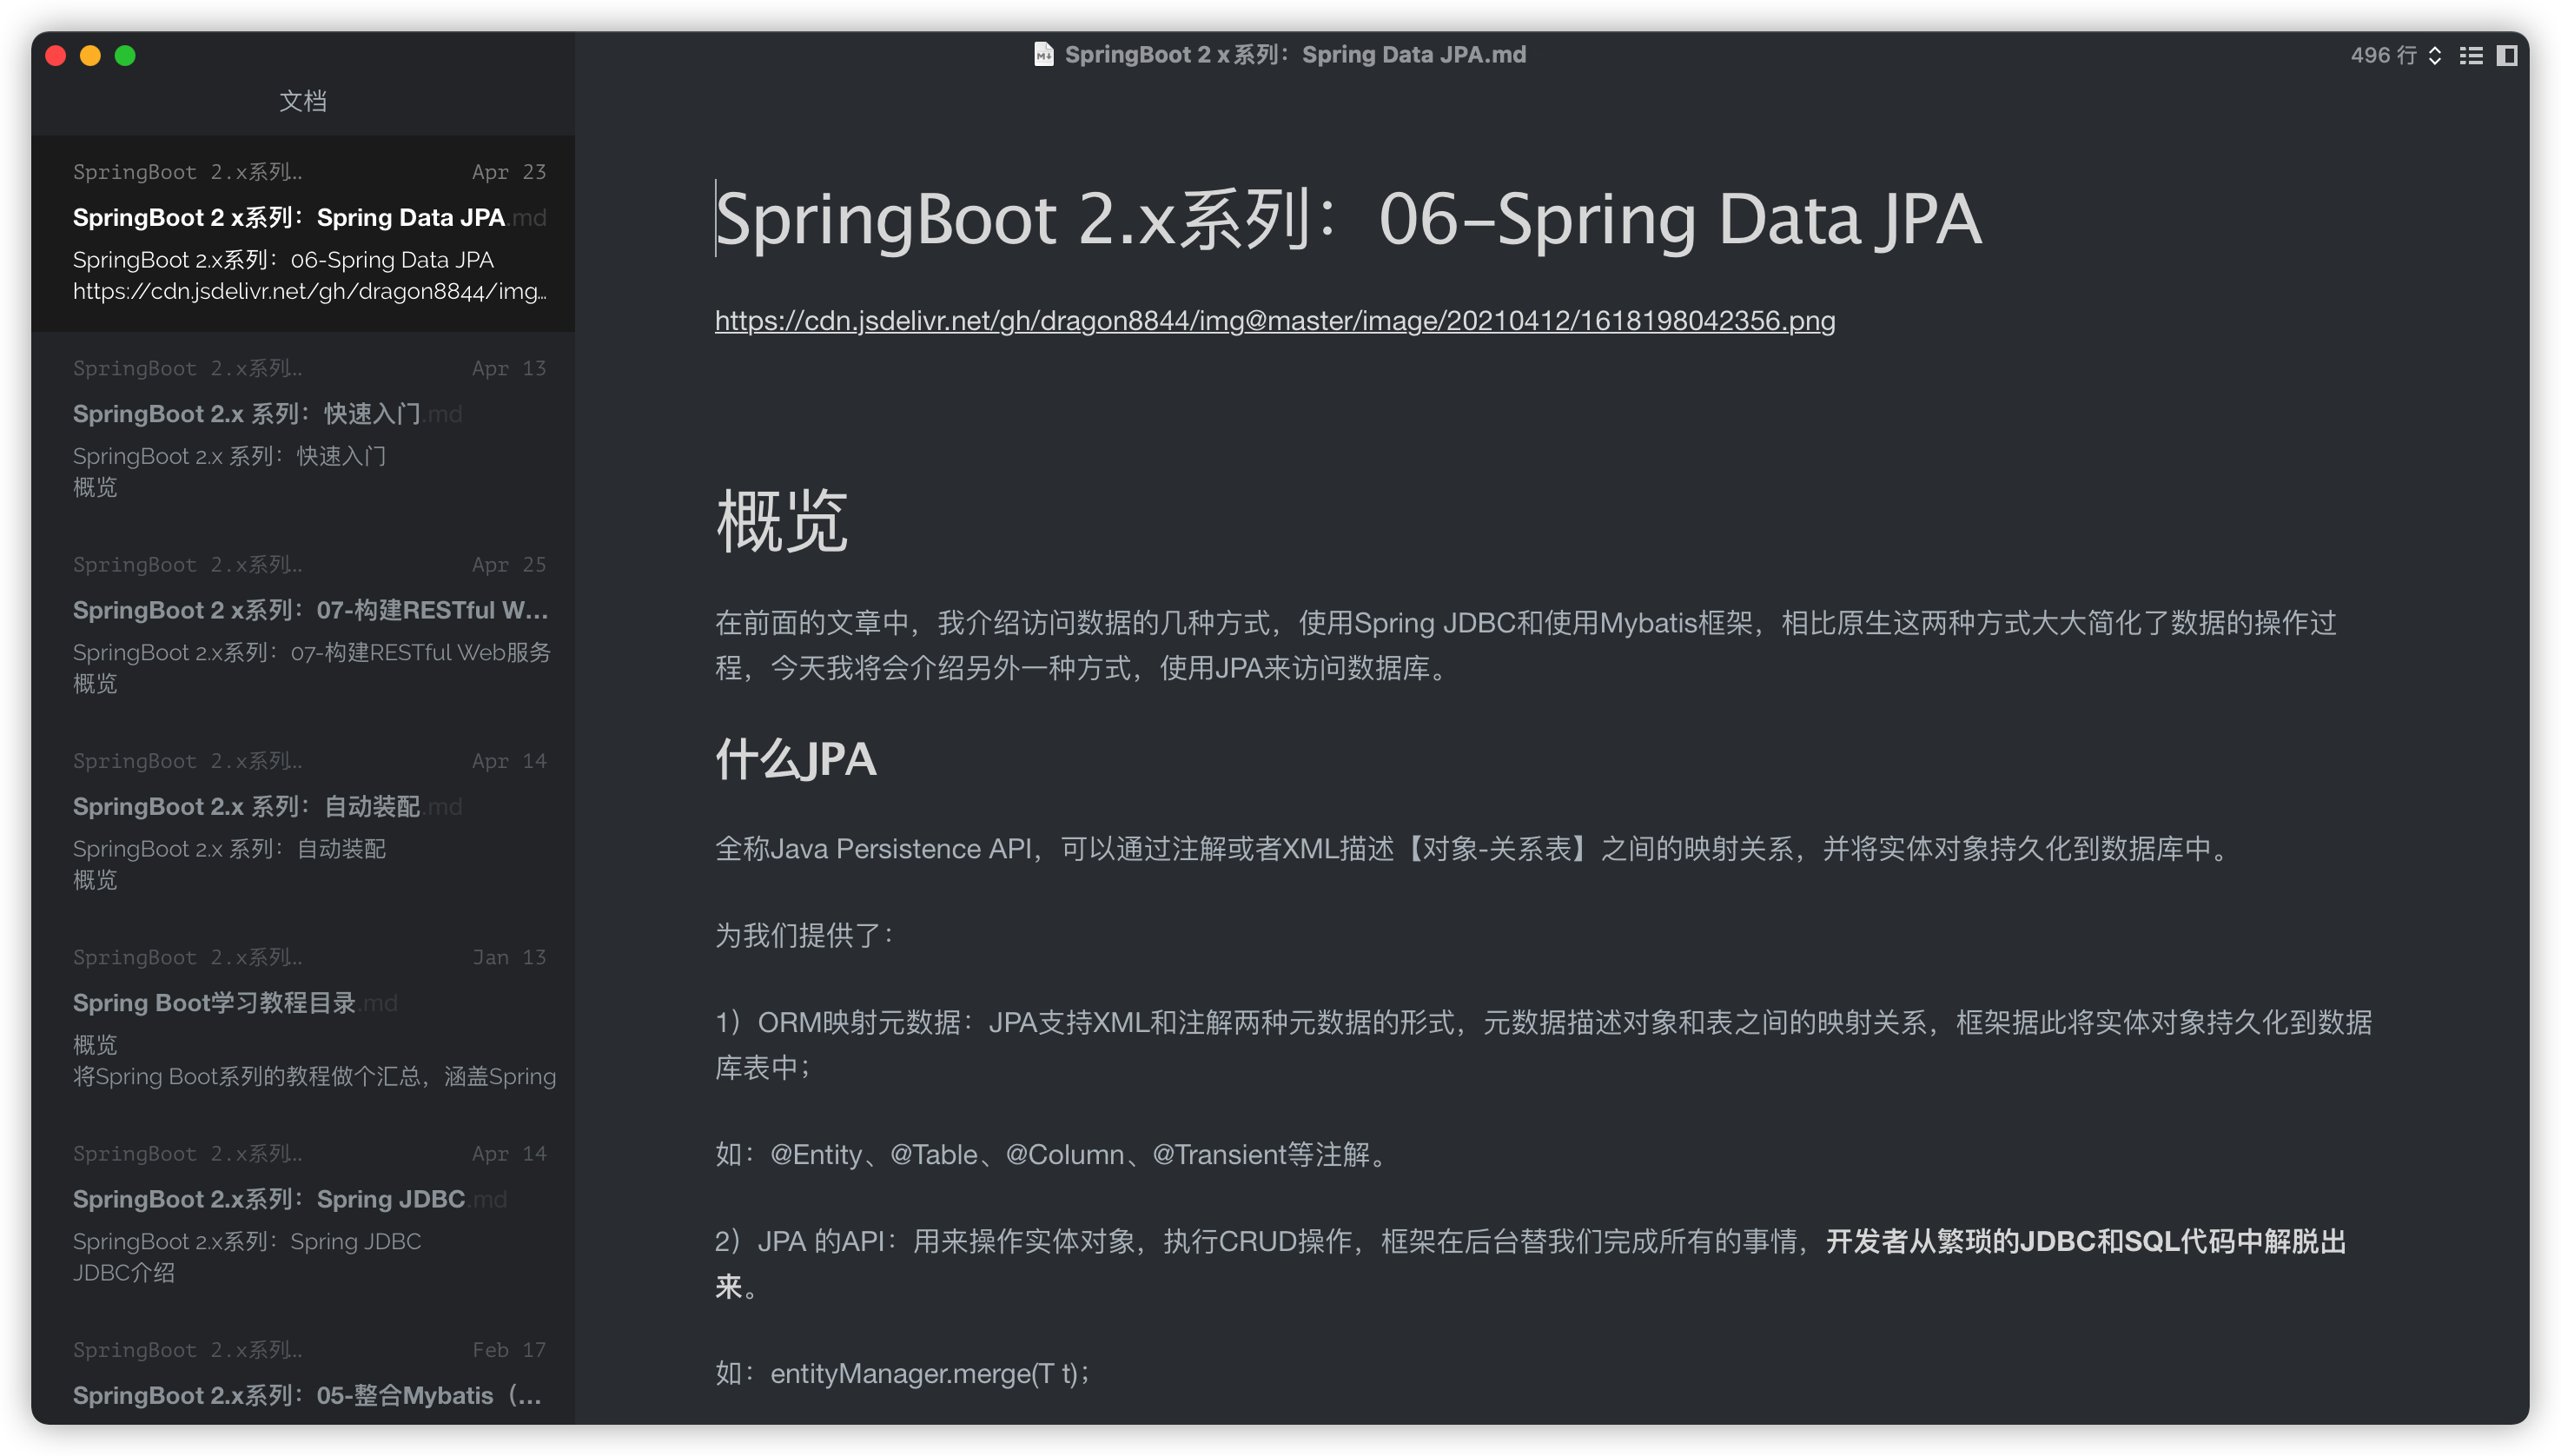 SpringBoot 2 x系列：Spring Data JPA.md
496 行
文档
SpringBoot 2.x系列… Apr 23
SpringBoot 2 x系列：Spring Data JPA.md
SpringBoot 2.x系列：06-Spring Data JPA
https://cdn.jsdelivr.net/gh/dragon8844/img…
SpringBoot 2.x系列… Apr 13
SpringBoot 2.x 系列：快速入门.md
SpringBoot 2.x 系列：快速入门
概览
SpringBoot 2.x系列… Apr 25
SpringBoot 2 x系列：07-构建RESTful W…
SpringBoot 2.x系列：07-构建RESTful Web服务
概览
SpringBoot 2.x系列… Apr 14
SpringBoot 2.x 系列：自动装配.md
SpringBoot 2.x 系列：自动装配
概览
SpringBoot 2.x系列… Jan 13
Spring Boot学习教程目录.md
概览
将Spring Boot系列的教程做个汇总，涵盖Spring
SpringBoot 2.x系列… Apr 14
SpringBoot 2.x系列：Spring JDBC.md
SpringBoot 2.x系列：Spring JDBC
JDBC介绍
SpringBoot 2.x系列… Feb 17
SpringBoot 2.x系列：05-整合Mybatis（…
SpringBoot 2.x系列：06-Spring Data JPA
https://cdn.jsdelivr.net/gh/dragon8844/img@master/image/20210412/1618198042356.png
概览
在前面的文章中，我介绍访问数据的几种方式，使用Spring JDBC和使用Mybatis框架，相比原生这两种方式大大简化了数据的操作过
程，今天我将会介绍另外一种方式，使用JPA来访问数据库。
什么JPA
全称Java Persistence API，可以通过注解或者XML描述【对象-关系表】之间的映射关系，并将实体对象持久化到数据库中。
为我们提供了：
1）ORM映射元数据：JPA支持XML和注解两种元数据的形式，元数据描述对象和表之间的映射关系，框架据此将实体对象持久化到数据
库表中；
如：@Entity、@Table、@Column、@Transient等注解。
2）JPA 的API：用来操作实体对象，执行CRUD操作，框架在后台替我们完成所有的事情，开发者从繁琐的JDBC和SQL代码中解脱出
来。
如：entityManager.merge(T t)；